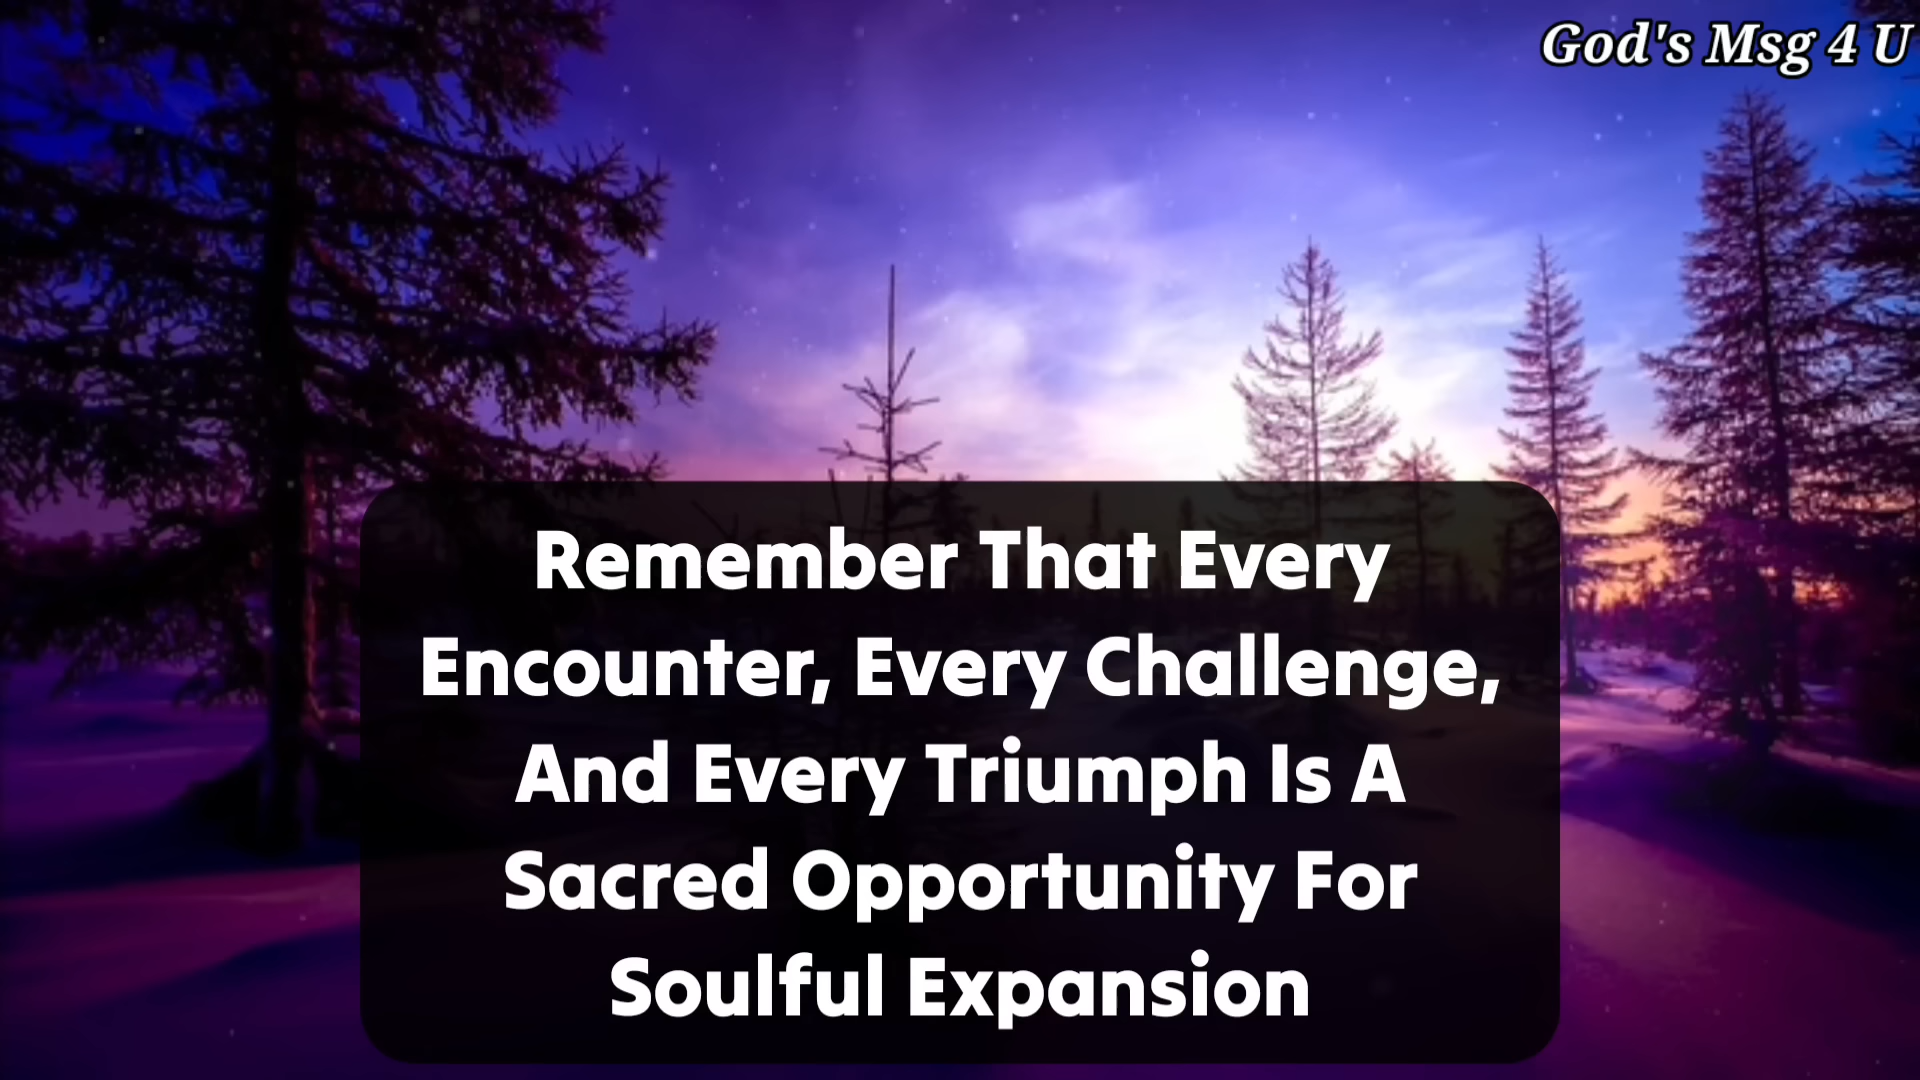 God's Msg 4 U
Remember That Every
Encounter, Every Challenge,
And Every Triumph Is A
Sacred Opportunity For
Soulful Expansion